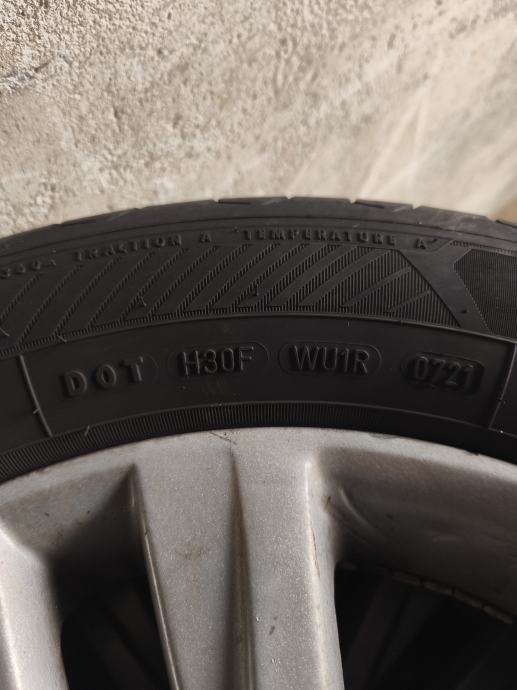 TRACTION A TEMPERATURE A
DOT H30F WU1R 0721